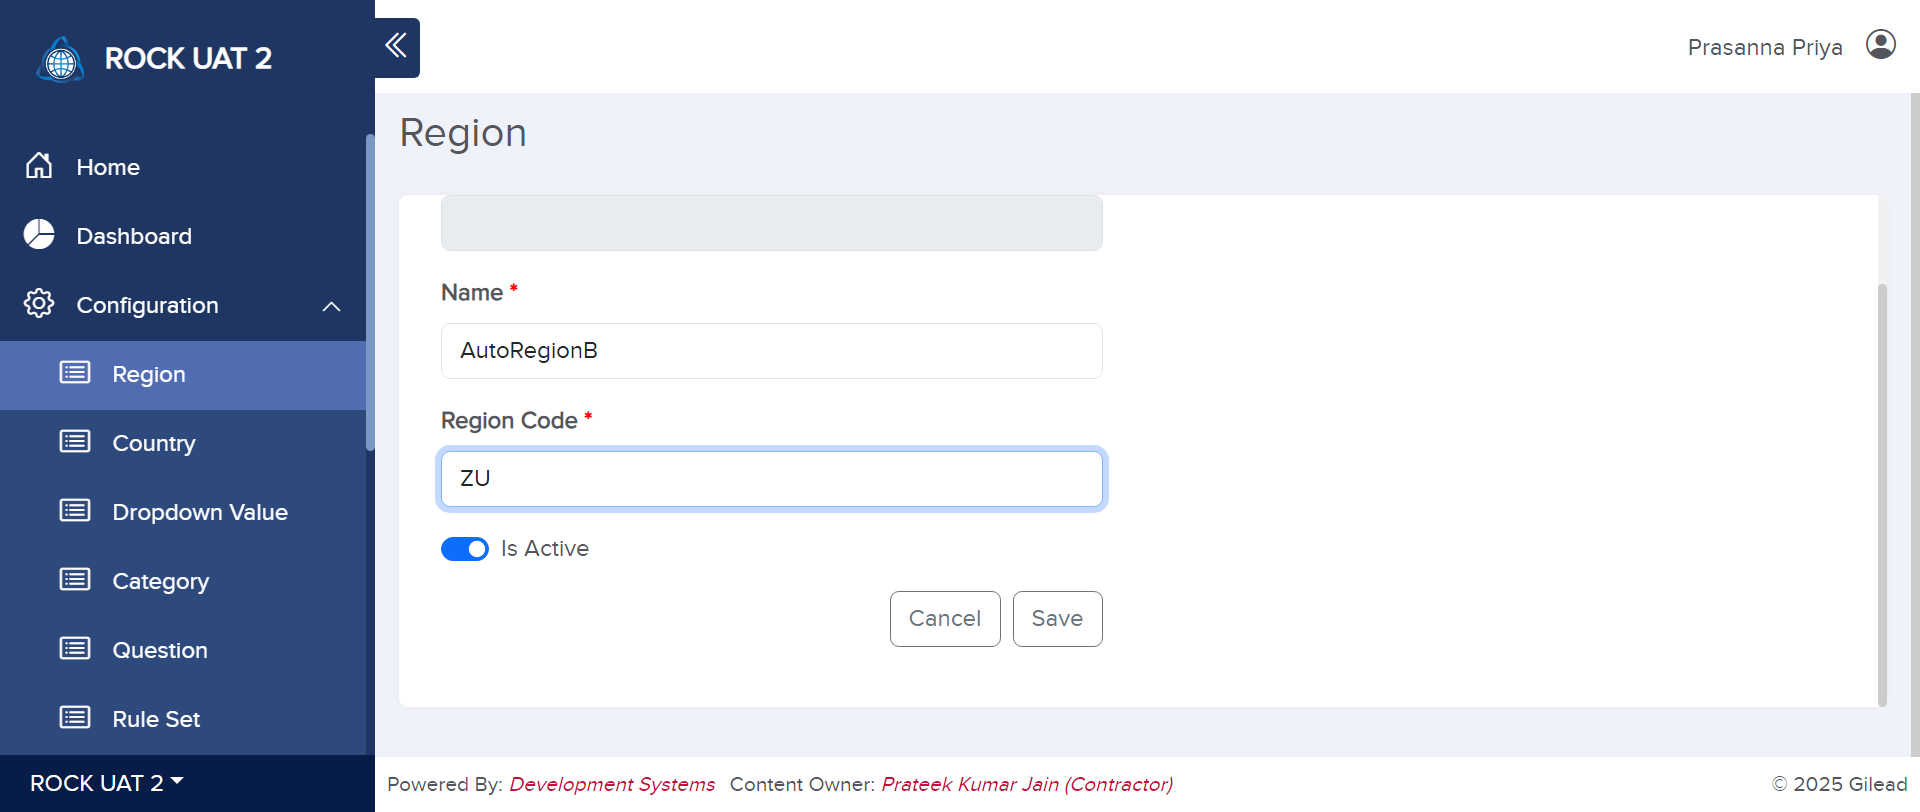 ROCK UAT 2
Prasanna Priya
Home
Dashboard
Configuration
Region
Country
Dropdown Value
Category
Question
Rule Set
ROCK UAT 2
Region
Name *
AutoRegionB
Region Code *
ZU
Is Active
Cancel Save
Powered By: Development Systems Content Owner: Prateek Kumar Jain (Contractor)
© 2025 Gilead